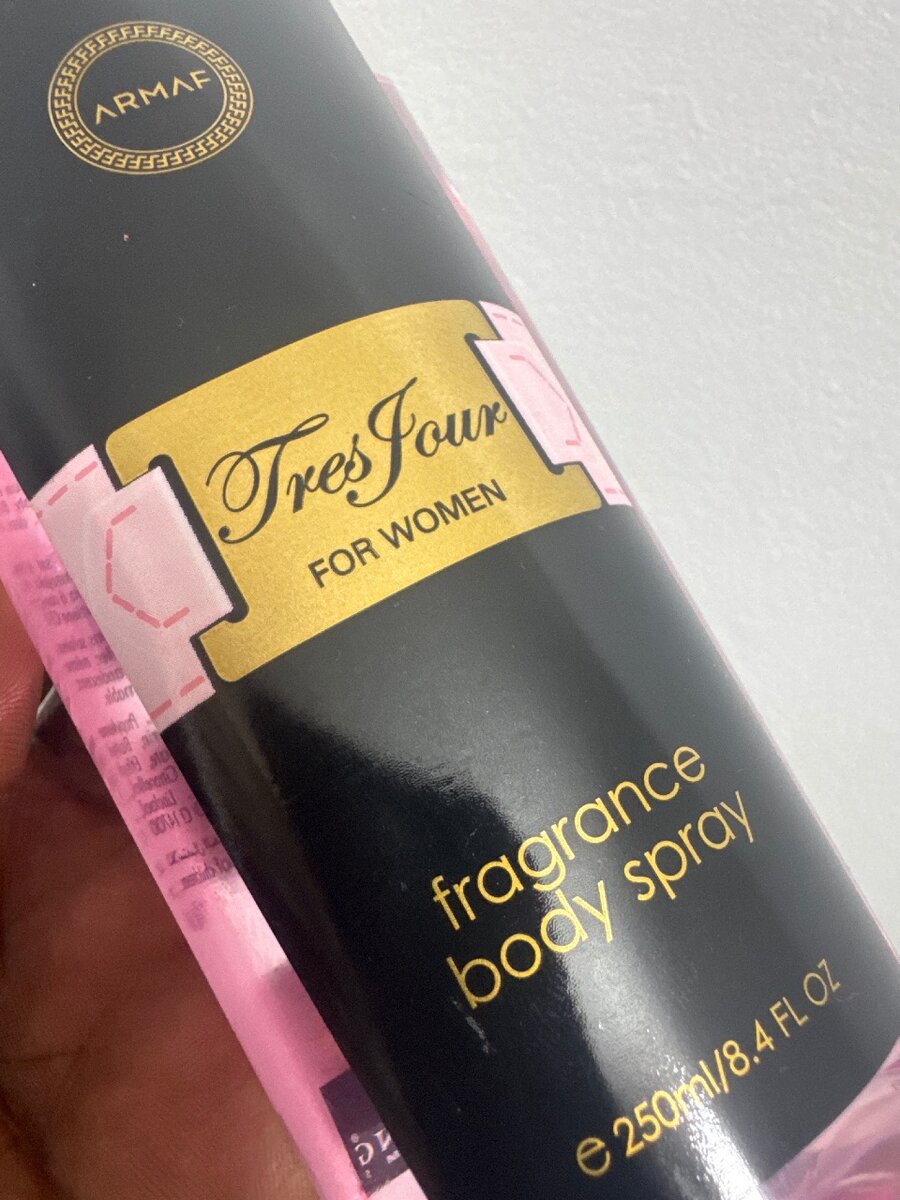 ARMAF
Tres Jour
FOR WOMEN
fragrance
body spray
e 250ml/8.4 FL OZ